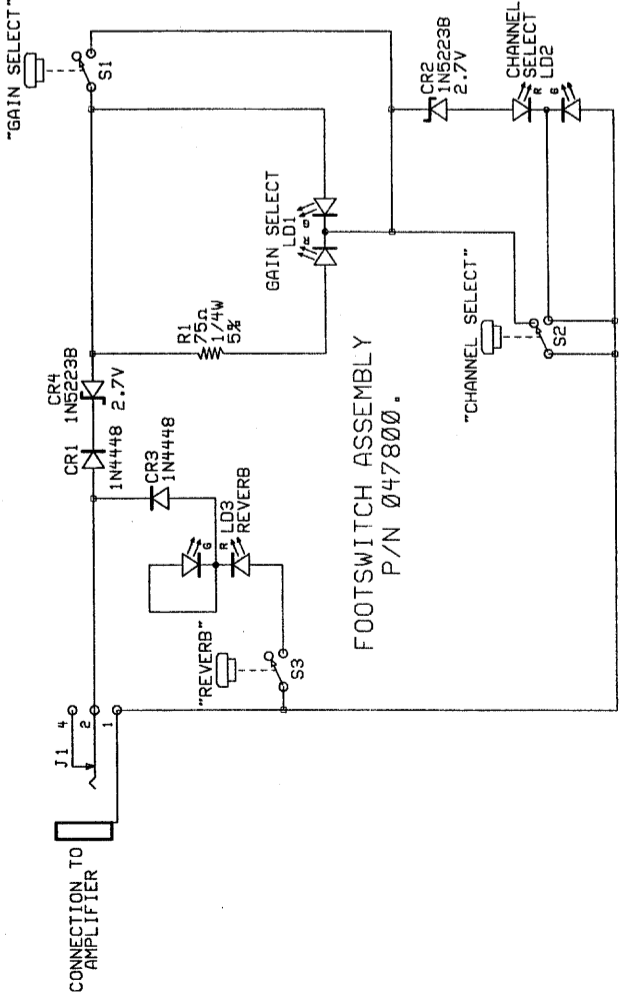 "GAIN SELECT"
S1
CR2
1N5223B
2.7V
CHANNEL
SELECT
LD2
R
G
GAIN SELECT
LD1
R G
R1
75Ω
1/4W
5%
"CHANNEL SELECT"
S2
CR4
1N5223B
2.7V
CR1
1N4448
CR3
1N4448
LD3
REVERB
G
R
"REVERB"
S3
FOOTSWITCH ASSEMBLY
P/N 047800.
J1
4
2
1
CONNECTION TO
AMPLIFIER